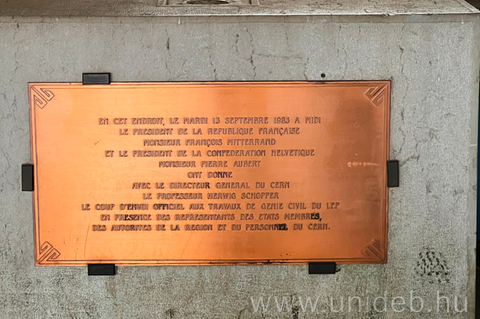 EN CET ENDROIT, LE MARDI 13 SEPTEMBRE 1983 A MIDI
LE PRESIDENT DE LA REPUBLIQUE FRANÇAISE
MONSIEUR FRANÇOIS MITTERRAND
ET LE PRESIDENT DE LA CONFEDERATION HELVETIQUE
MONSIEUR PIERRE AUBERT
ONT DONNE
AVEC LE DIRECTEUR GENERAL DU CERN
LE PROFESSEUR HERWIG SCHOPPER
LE COUP D'ENVOI OFFICIEL AUX TRAVAUX DE GENIE CIVIL DU LEP
EN PRESENCE DES REPRESENTANTS DES ETATS MEMBRES,
DES AUTORITES DE LA REGION ET DU PERSONNEL DU CERN.
www.unideb.hu